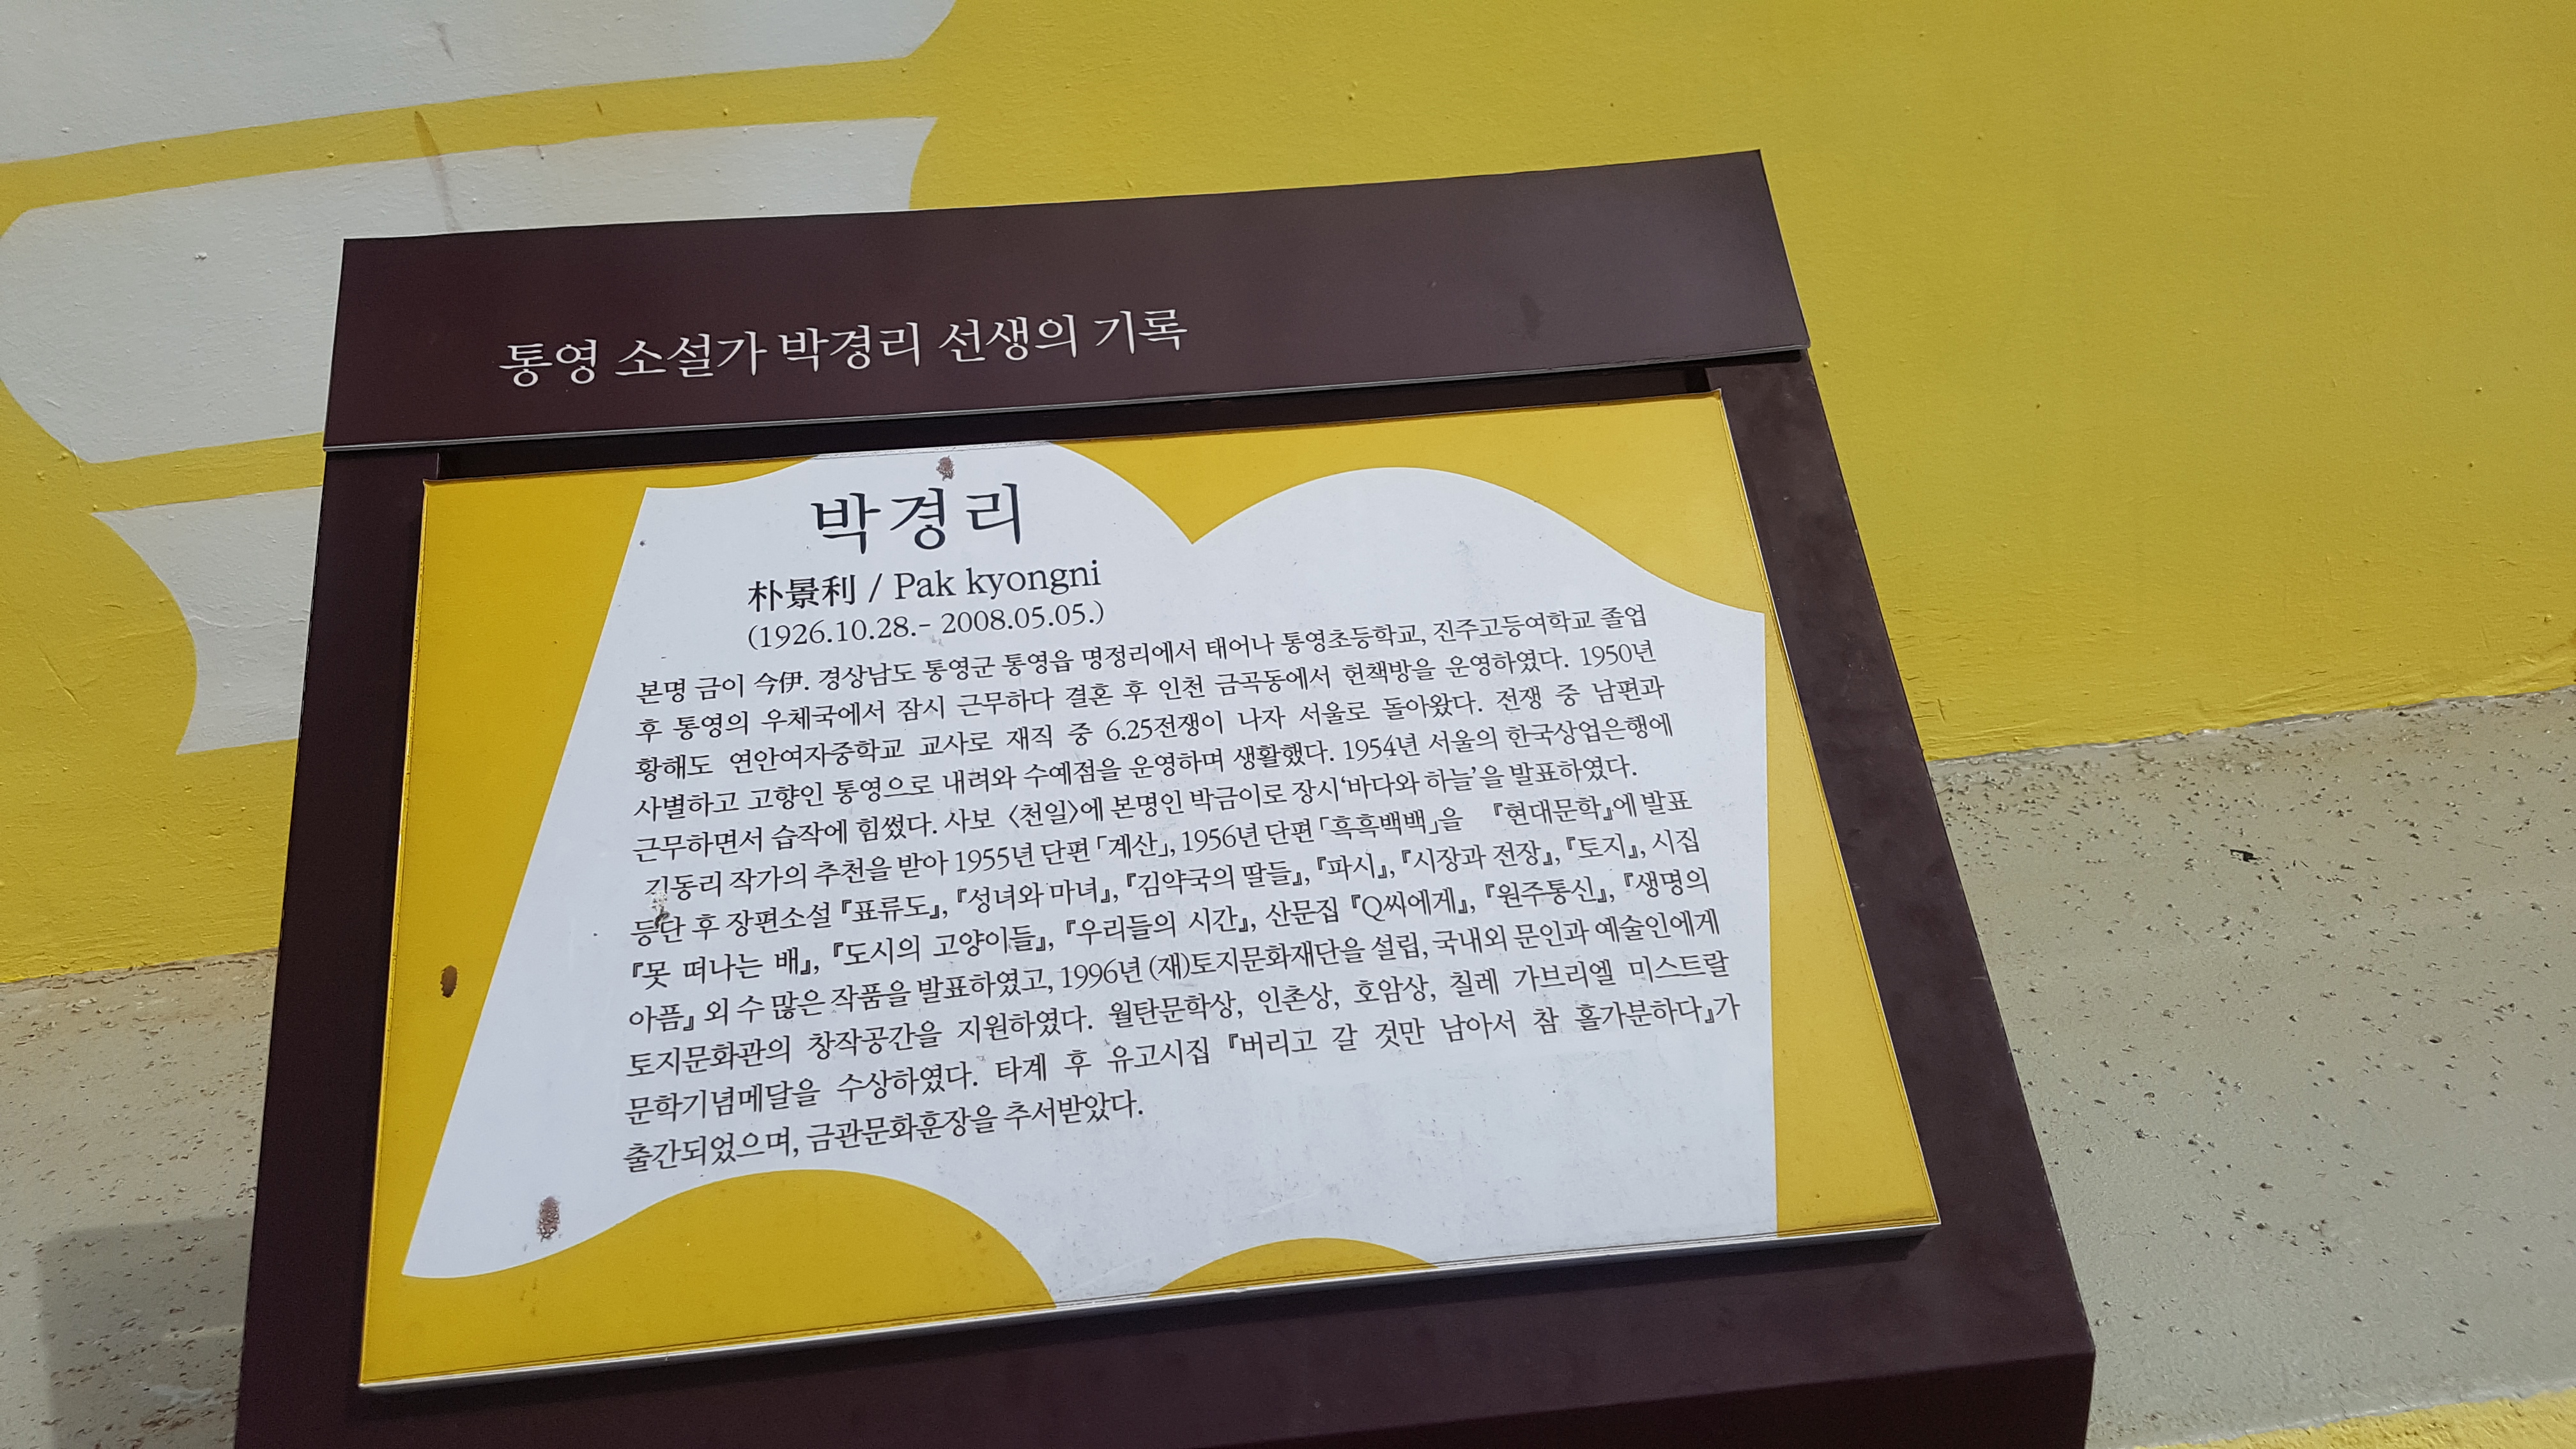 통영 소설가 박경리 선생의 기록
박경리
朴景利 / Pak kyongni
(1926.10.28.- 2008.05.05.)
본명 금이 今伊. 경상남도 통영군 통영읍 명정리에서 태어나 통영초등학교, 진주고등여학교 졸업
후 통영의 우체국에서 잠시 근무하다 결혼 후 인천 금곡동에서 헌책방을 운영하였다. 1950년
황해도 연안여자중학교 교사로 재직 중 6.25전쟁이 나자 서울로 돌아왔다. 전쟁 중 남편과
사별하고 고향인 통영으로 내려와 수예점을 운영하며 생활했다. 1954년 서울의 한국상업은행에
근무하면서 습작에 힘썼다. 사보 〈천일〉에 본명인 박금이로 장시‘바다와 하늘’을 발표하였다.
김동리 작가의 추천을 받아 1955년 단편 「계산」, 1956년 단편 「흑흑백백」을 『현대문학』에 발표
등단 후 장편소설 『표류도』, 『성녀와 마녀』, 『김약국의 딸들』, 『파시』, 『시장과 전장』, 『토지』, 시집
『못 떠나는 배』, 『도시의 고양이들』, 『우리들의 시간』, 산문집 『Q씨에게』, 『원주통신』, 『생명의
아픔』 외 수 많은 작품을 발표하였고, 1996년 (재)토지문화재단을 설립, 국내외 문인과 예술인에게
토지문화관의 창작공간을 지원하였다. 월탄문학상, 인촌상, 호암상, 칠레 가브리엘 미스트랄
문학기념메달을 수상하였다. 타계 후 유고시집 『버리고 갈 것만 남아서 참 홀가분하다』가
출간되었으며, 금관문화훈장을 추서받았다.